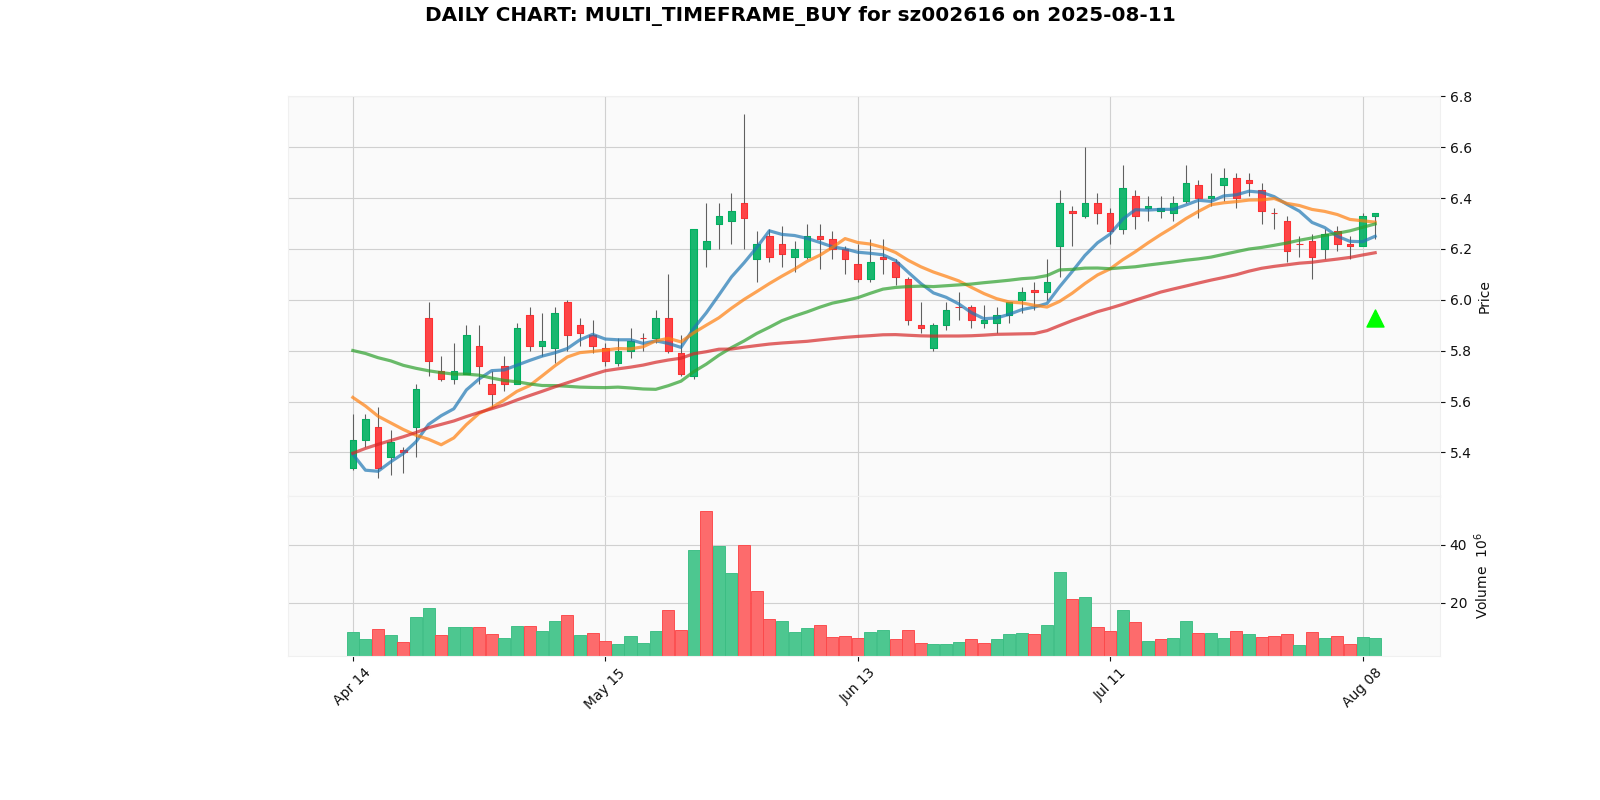 DAILY CHART: MULTI_TIMEFRAME_BUY for sz002616 on 2025-08-11
6.8
6.6
6.4
6.2
6.0
5.8
5.6
5.4
Price
40
20
Volume 10⁶
Apr 14
May 15
Jun 13
Jul 11
Aug 08